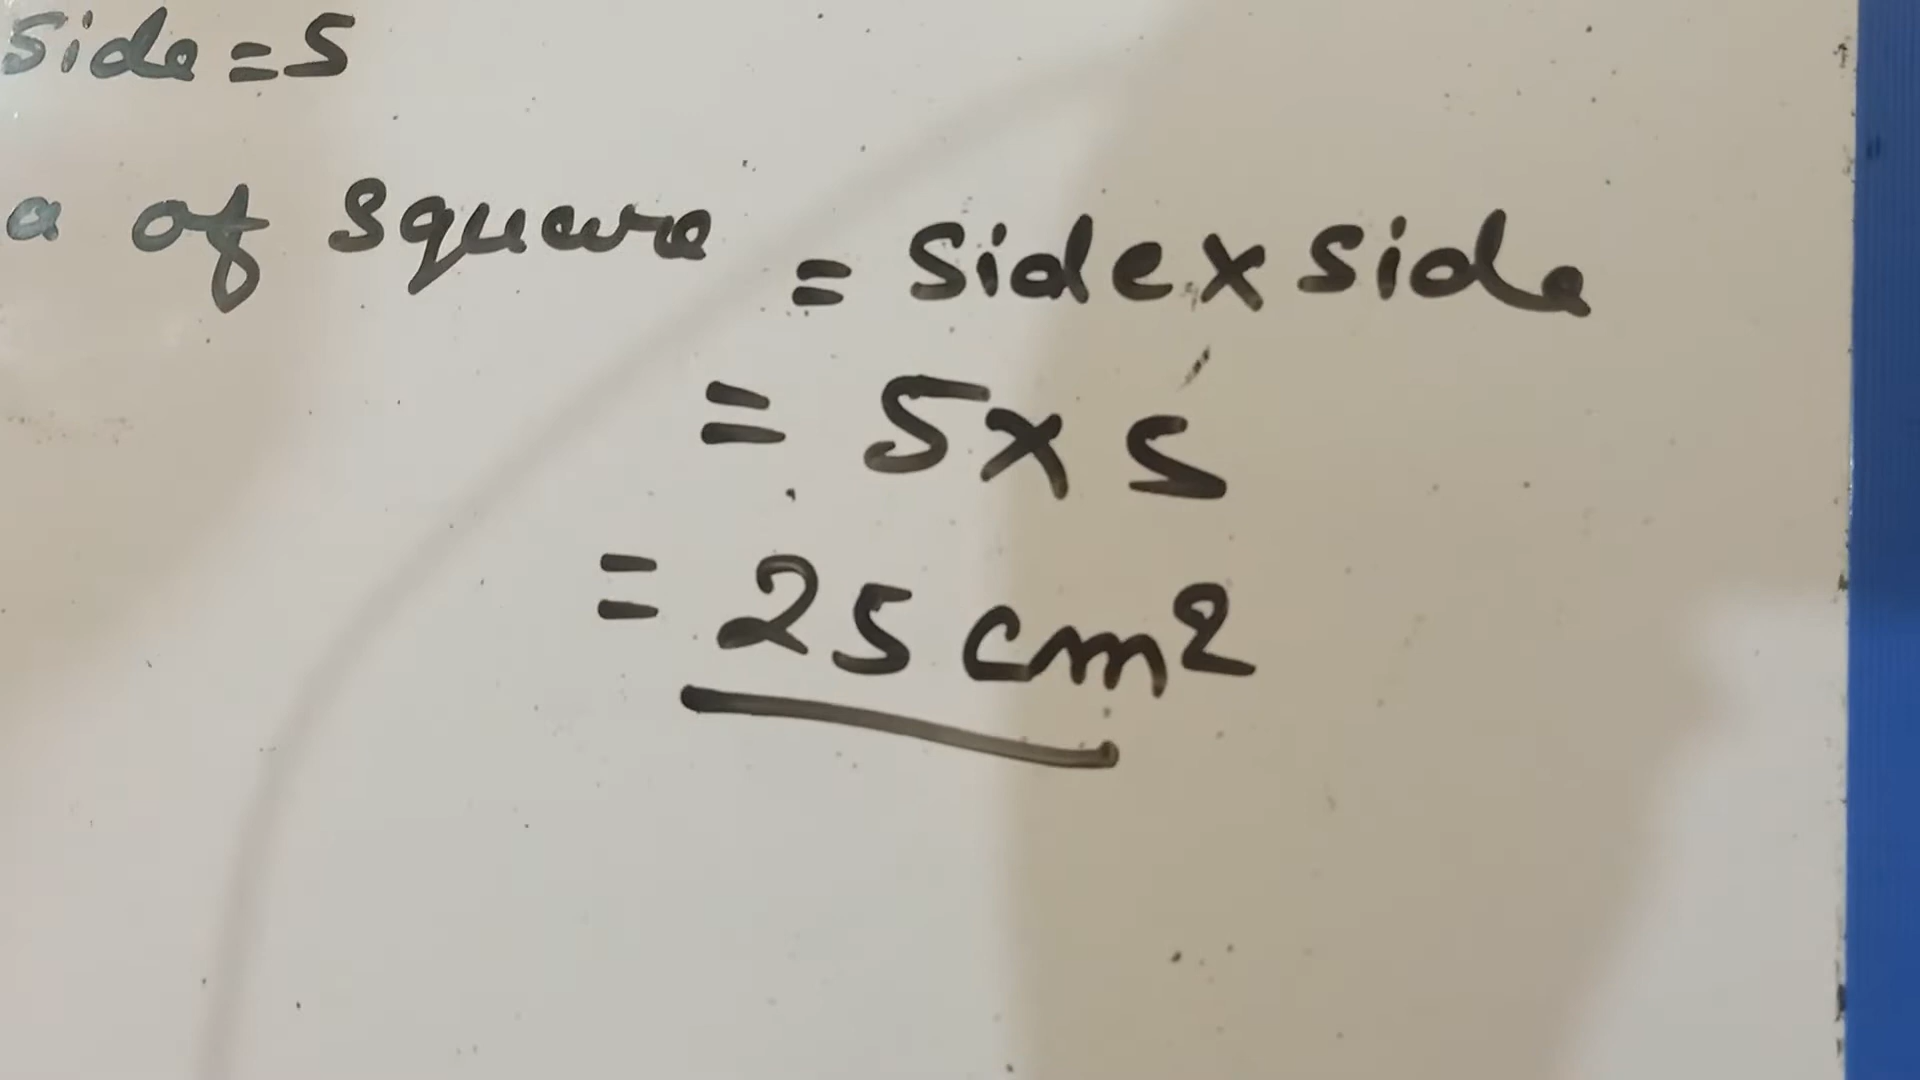 Side = 5
a of square = side x side
= 5 x 5
= 25 cm²